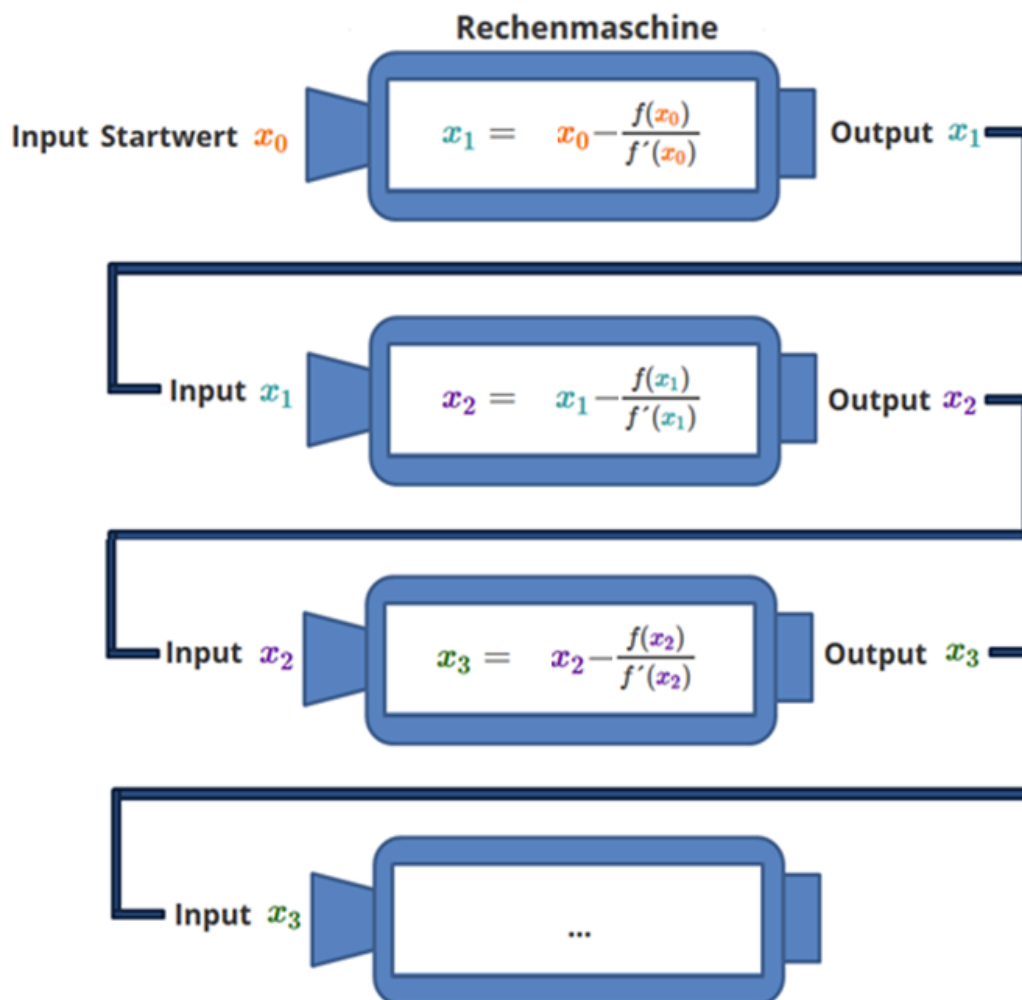 Rechenmaschine
Input Startwert x₀
x₁ = x₀ − f(x₀) / f´(x₀)
Output x₁
Input x₁
x₂ = x₁ − f(x₁) / f´(x₁)
Output x₂
Input x₂
x₃ = x₂ − f(x₂) / f´(x₂)
Output x₃
Input x₃
...